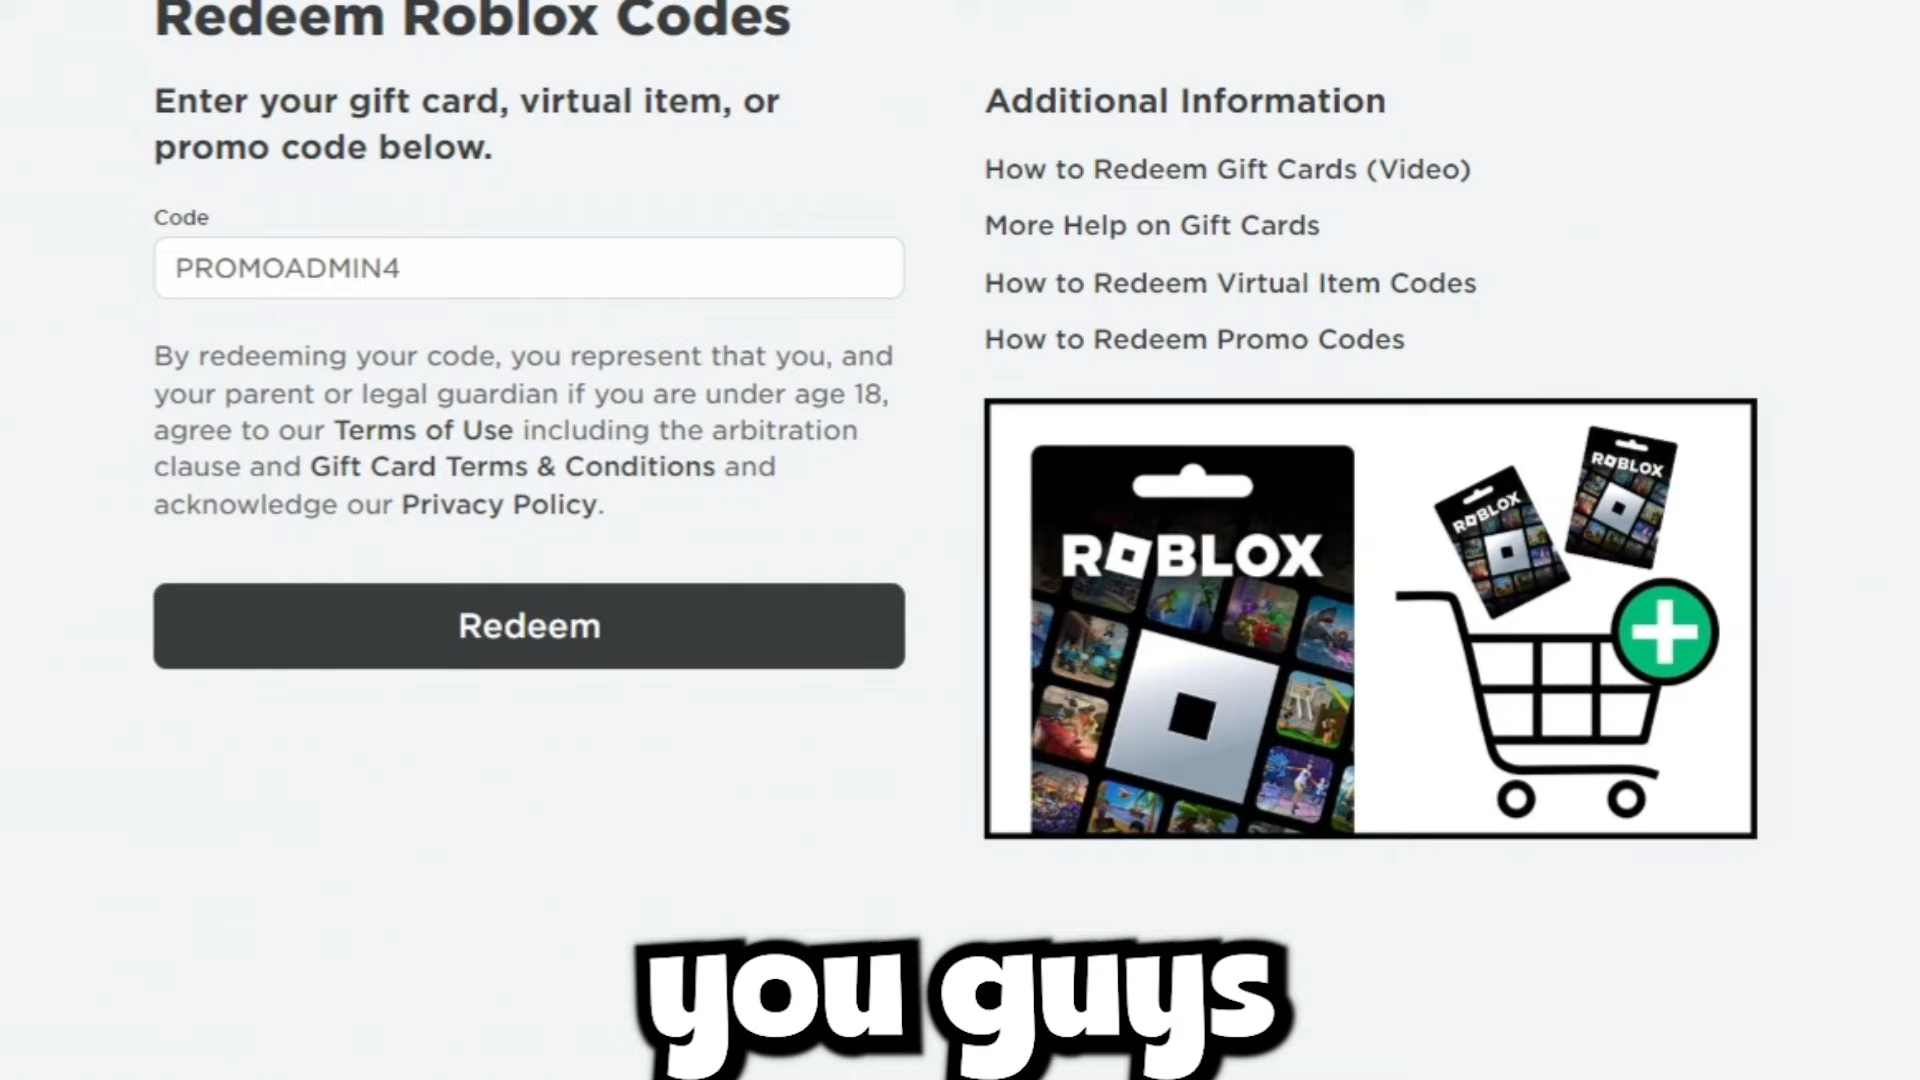 Redeem Roblox Codes
Enter your gift card, virtual item, or
promo code below.
Code
PROMOADMIN4
By redeeming your code, you represent that you, and
your parent or legal guardian if you are under age 18,
agree to our Terms of Use including the arbitration
clause and Gift Card Terms & Conditions and
acknowledge our Privacy Policy.
Redeem
Additional Information
How to Redeem Gift Cards (Video)
More Help on Gift Cards
How to Redeem Virtual Item Codes
How to Redeem Promo Codes
ROBLOX
ROBLOX
ROBLOX
you guys